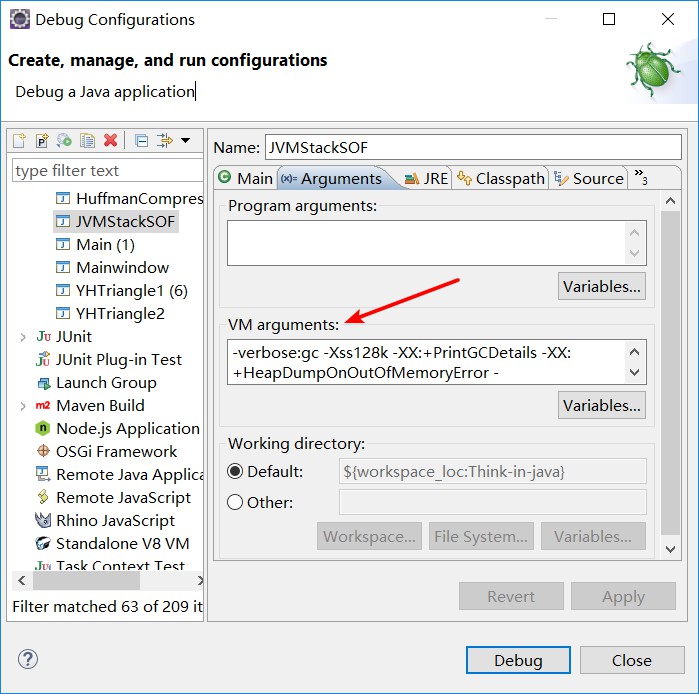 Debug Configurations
Create, manage, and run configurations
Debug a Java application
type filter text
HuffmanCompres
JVMStackSOF
Main (1)
Mainwindow
YHTriangle1 (6)
YHTriangle2
JUnit
JUnit Plug-in Test
Launch Group
Maven Build
Node.js Application
OSGi Framework
Remote Java Applica
Remote JavaScript
Rhino JavaScript
Standalone V8 VM
Task Context Test
Filter matched 63 of 209 it
Name: JVMStackSOF
Main (x)= Arguments JRE Classpath Source »3
Program arguments:
Variables...
VM arguments:
-verbose:gc -Xss128k -XX:+PrintGCDetails -XX:
+HeapDumpOnOutOfMemoryError -
Variables...
Working directory:
Default: ${workspace_loc:Think-in-java}
Other:
Workspace... File System... Variables...
Revert Apply
Debug Close